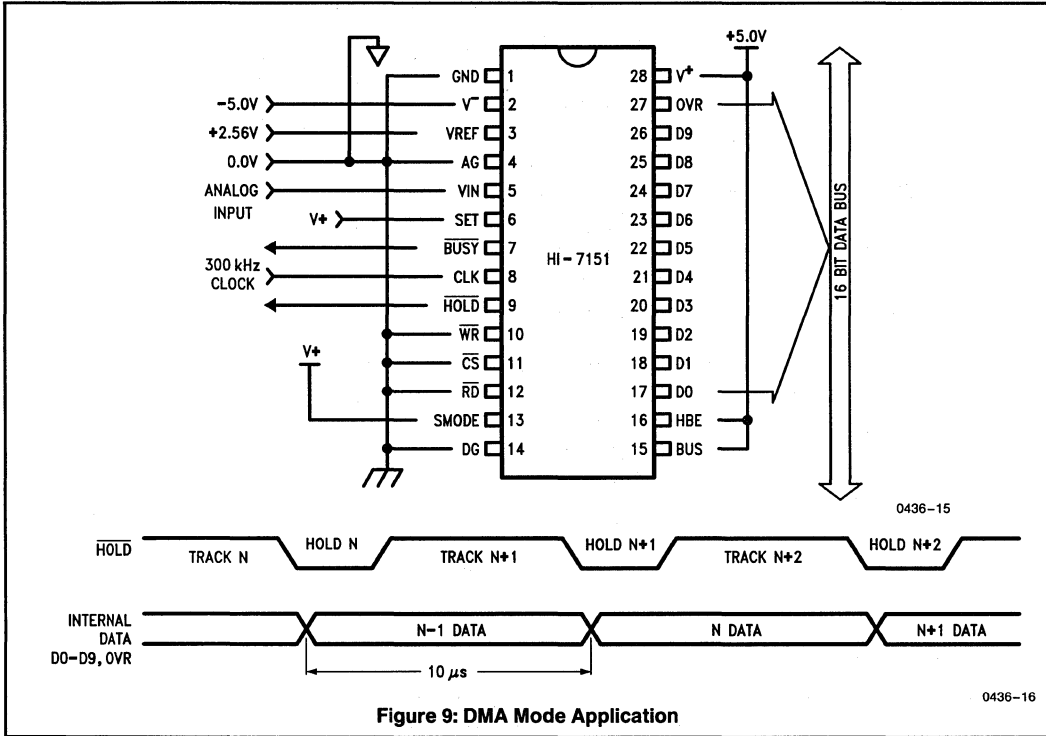 +5.0V
GND 1 28 V+
-5.0V V- 2 27 OVR
+2.56V VREF 3 26 D9
0.0V AG 4 25 D8
ANALOG INPUT VIN 5 24 D7
V+ SET 6 23 D6
BUSY 7 22 D5
HI-7151
300 kHz CLOCK CLK 8 21 D4
HOLD 9 20 D3
WR 10 19 D2
V+ CS 11 18 D1
RD 12 17 D0
SMODE 13 16 HBE
DG 14 15 BUS
16 BIT DATA BUS
0436-15
HOLD TRACK N HOLD N TRACK N+1 HOLD N+1 TRACK N+2 HOLD N+2
INTERNAL
DATA
D0-D9, OVR
N-1 DATA N DATA N+1 DATA
10 μs
0436-16
Figure 9: DMA Mode Application